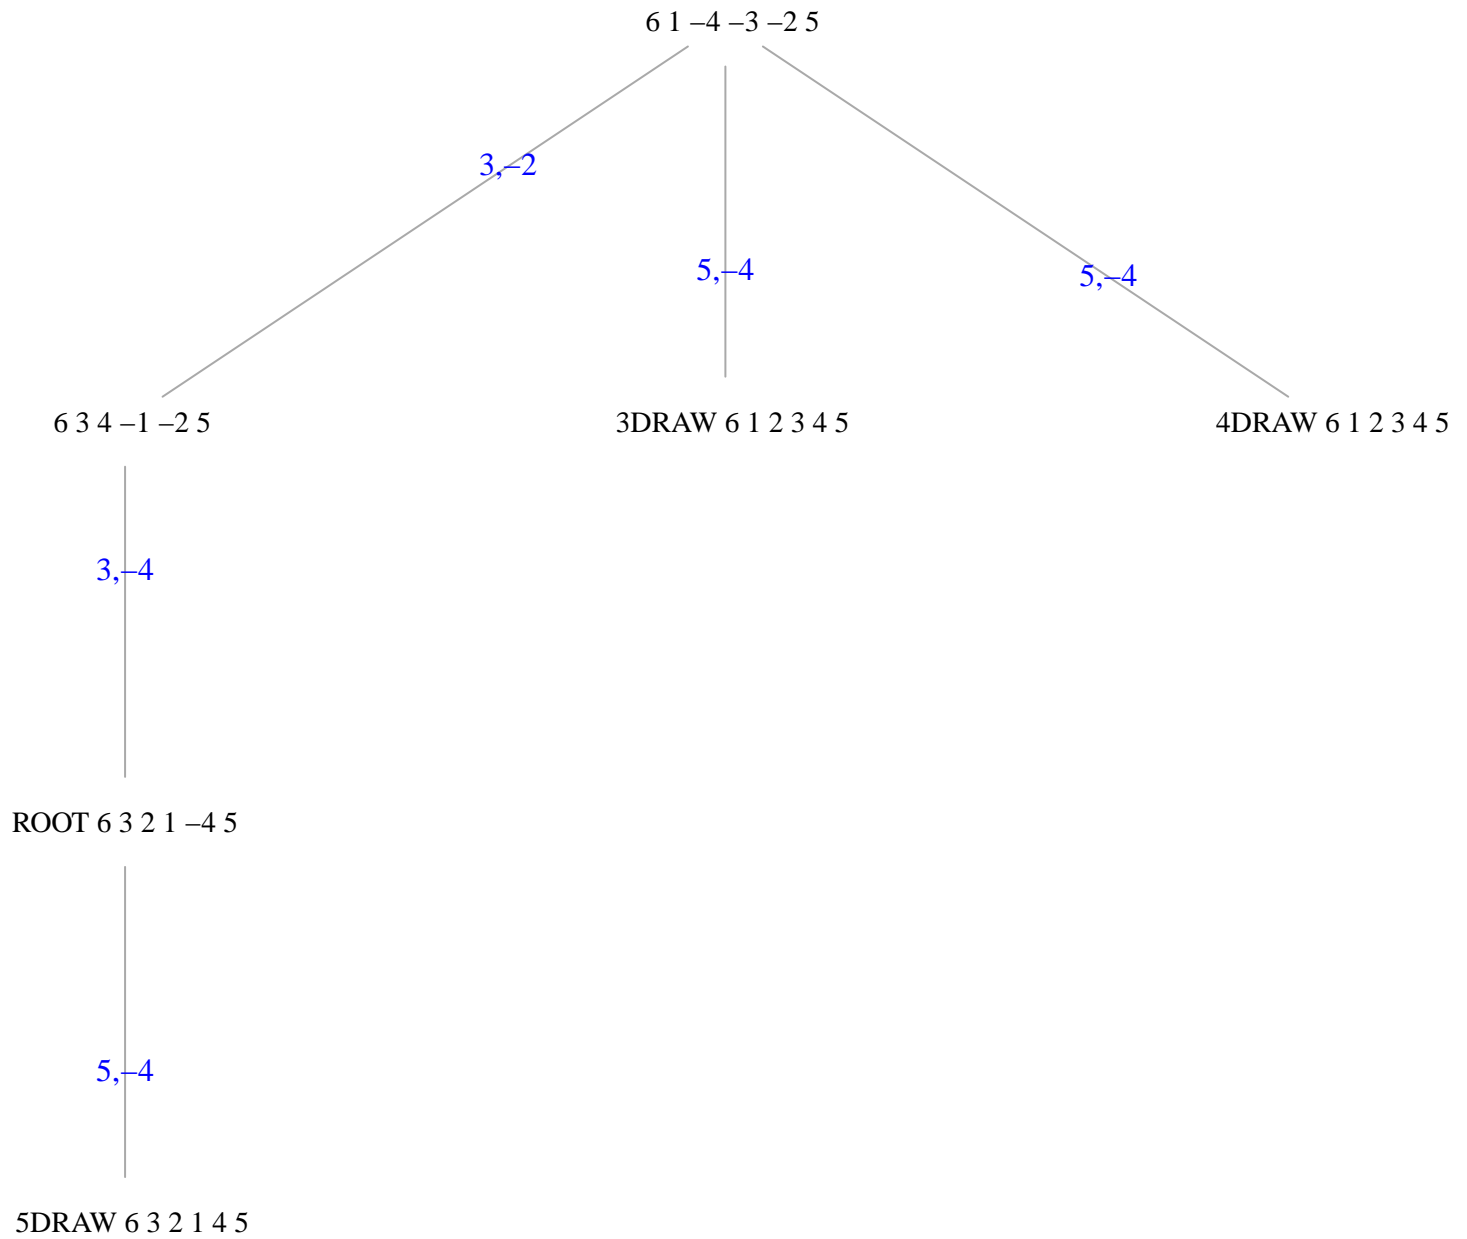 6 1 –4 –3 –2 5
3,–2
5,–4
5,–4
6 3 4 –1 –2 5
3DRAW 6 1 2 3 4 5
4DRAW 6 1 2 3 4 5
3,–4
ROOT 6 3 2 1 –4 5
5,–4
5DRAW 6 3 2 1 4 5